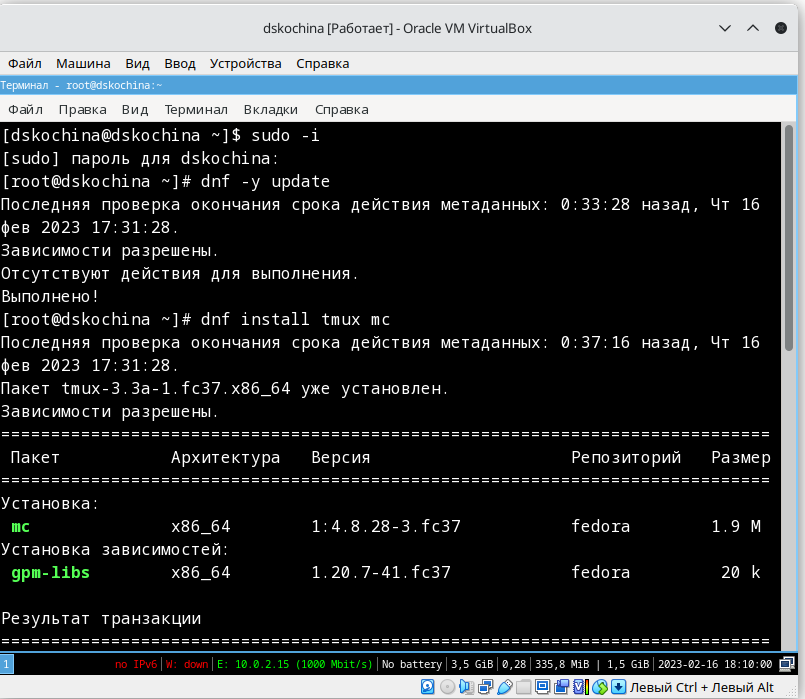 dskochina [Работает] - Oracle VM VirtualBox
Файл Машина Вид Ввод Устройства Справка
Терминал - root@dskochina:~
Файл Правка Вид Терминал Вкладки Справка
[dskochina@dskochina ~]$ sudo -i
[sudo] пароль для dskochina:
[root@dskochina ~]# dnf -y update
Последняя проверка окончания срока действия метаданных: 0:33:28 назад, Чт 16
фев 2023 17:31:28.
Зависимости разрешены.
Отсутствуют действия для выполнения.
Выполнено!
[root@dskochina ~]# dnf install tmux mc
Последняя проверка окончания срока действия метаданных: 0:37:16 назад, Чт 16
фев 2023 17:31:28.
Пакет tmux-3.3a-1.fc37.x86_64 уже установлен.
Зависимости разрешены.
=============================================================================
Пакет Архитектура Версия Репозиторий Размер
=============================================================================
Установка:
mc x86_64 1:4.8.28-3.fc37 fedora 1.9 M
Установка зависимостей:
gpm-libs x86_64 1.20.7-41.fc37 fedora 20 k
Результат транзакции
=============================================================================
1 no IPv6|W: down|E: 10.0.2.15 (1000 Mbit/s)|No battery|3,5 GiB|0,28|335,8 MiB | 1,5 GiB|2023-02-16 18:10:00
Левый Ctrl + Левый Alt